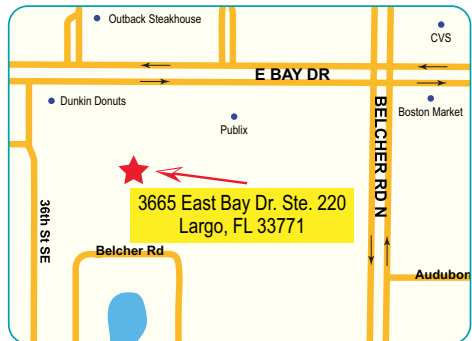 Outback Steakhouse
CVS
E BAY DR
Dunkin Donuts
Boston Market
Publix
BELCHER RD N
3665 East Bay Dr. Ste. 220
Largo, FL 33771
36th St SE
Belcher Rd
Audubon